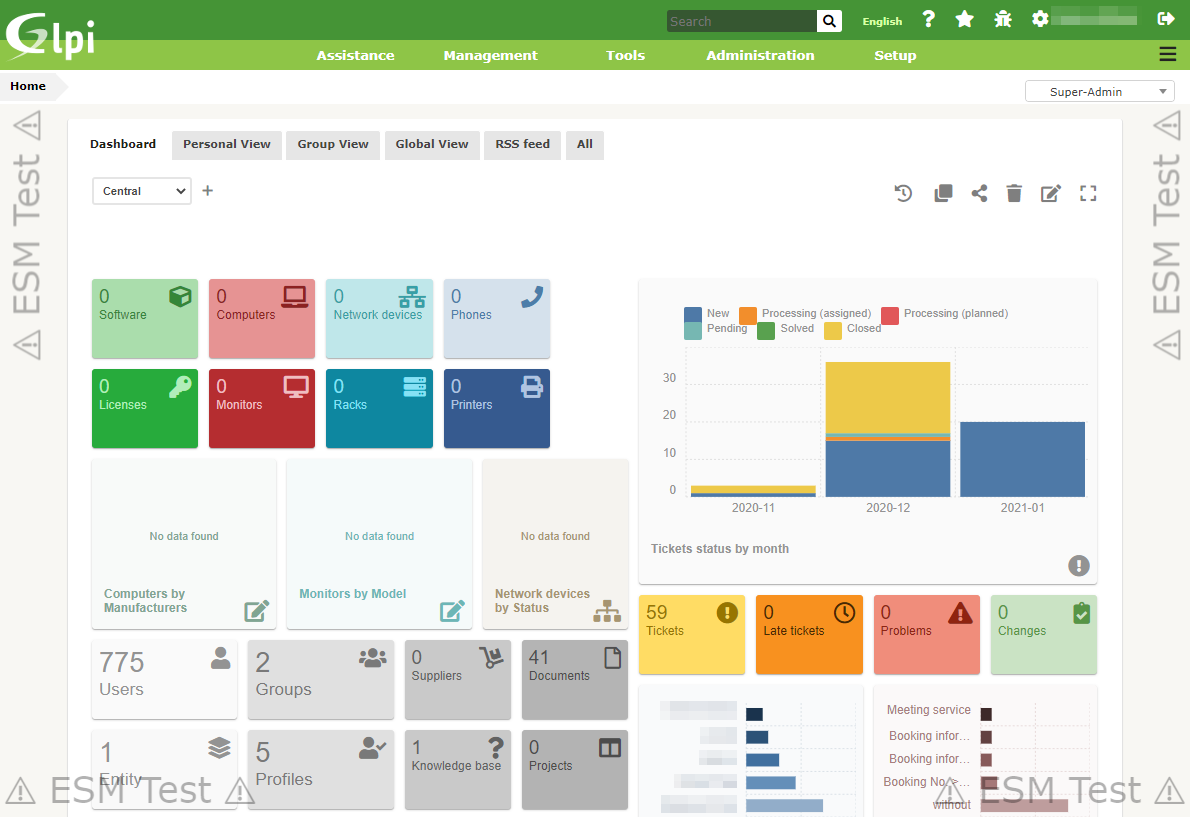 Glpi
Search
English
Assistance Management Tools Administration Setup
Home
Super-Admin
ESM Test
ESM Test
Dashboard Personal View Group View Global View RSS feed All
Central +
0
Software
0
Computers
0
Network devices
0
Phones
0
Licenses
0
Monitors
0
Racks
0
Printers
New Processing (assigned) Processing (planned)
Pending Solved Closed
30
20
10
0
2020-11 2020-12 2021-01
Tickets status by month
No data found
Computers by
Manufacturers
No data found
Monitors by Model
No data found
Network devices
by Status
59
Tickets
0
Late tickets
0
Problems
0
Changes
775
Users
2
Groups
0
Suppliers
41
Documents
1
Entity
5
Profiles
1
Knowledge base
0
Projects
Meeting service
Booking infor...
Booking infor...
Booking No. >...
without
ESM Test
ESM Test